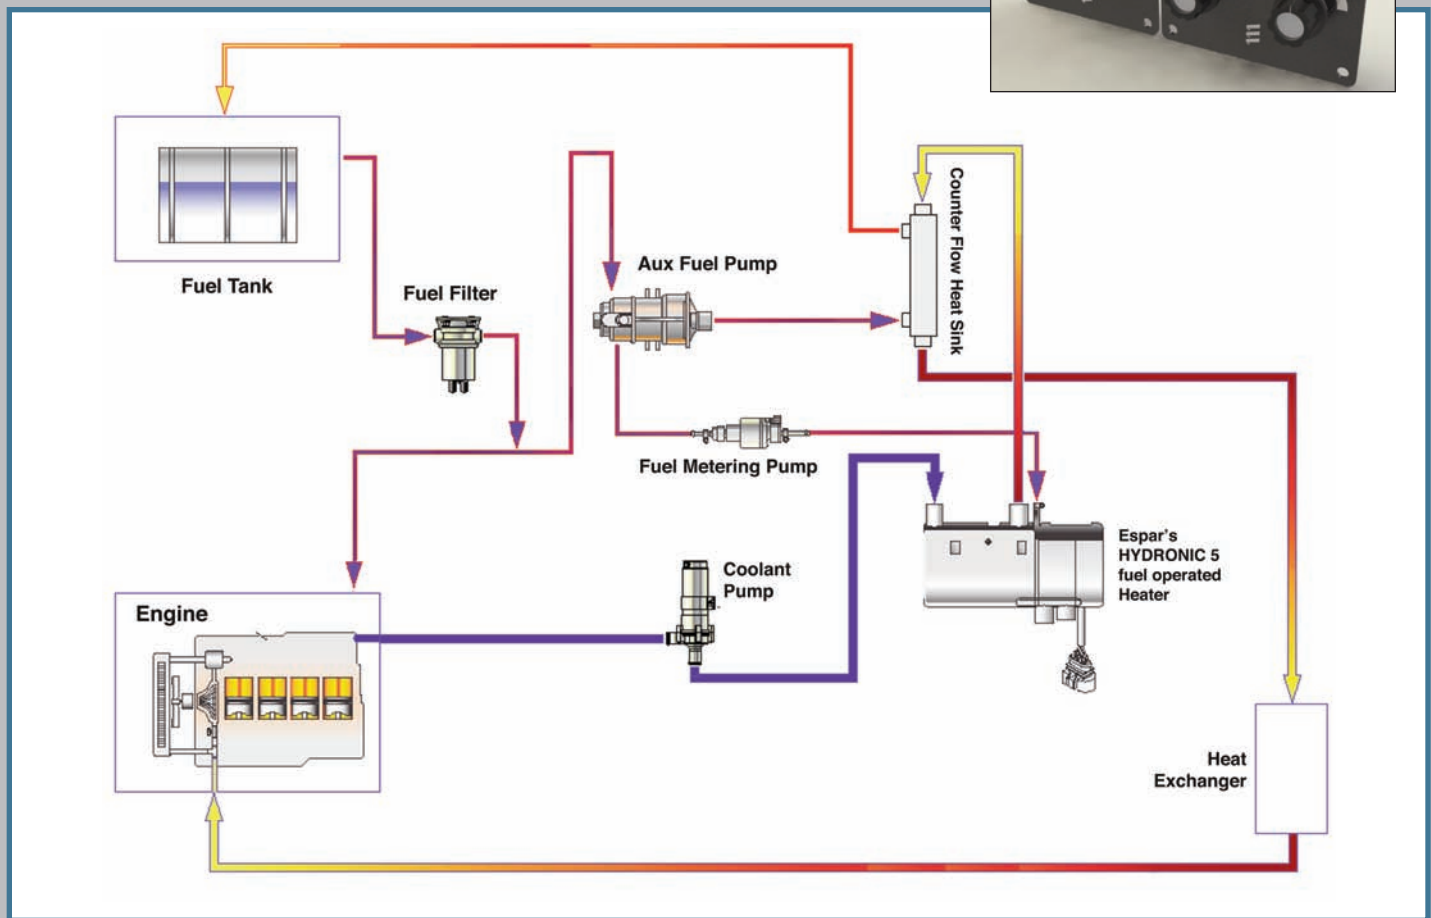 Fuel Tank
Fuel Filter
Aux Fuel Pump
Counter Flow Heat Sink
Fuel Metering Pump
Espar's
HYDRONIC 5
fuel operated
Heater
Coolant
Pump
Engine
Heat
Exchanger